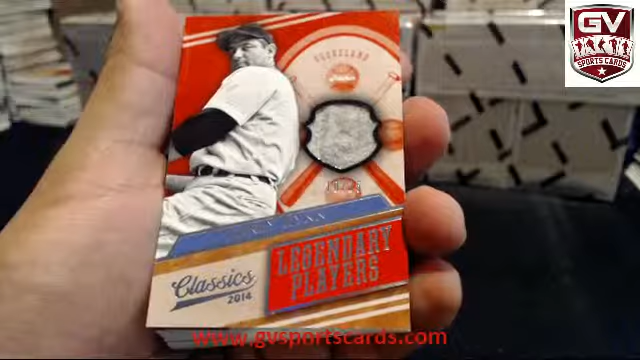 GV
SPORTS CARDS
CLEVELAND
LEGENDARY
PLAYERS
Classics
2014
www.gvsportscards.com